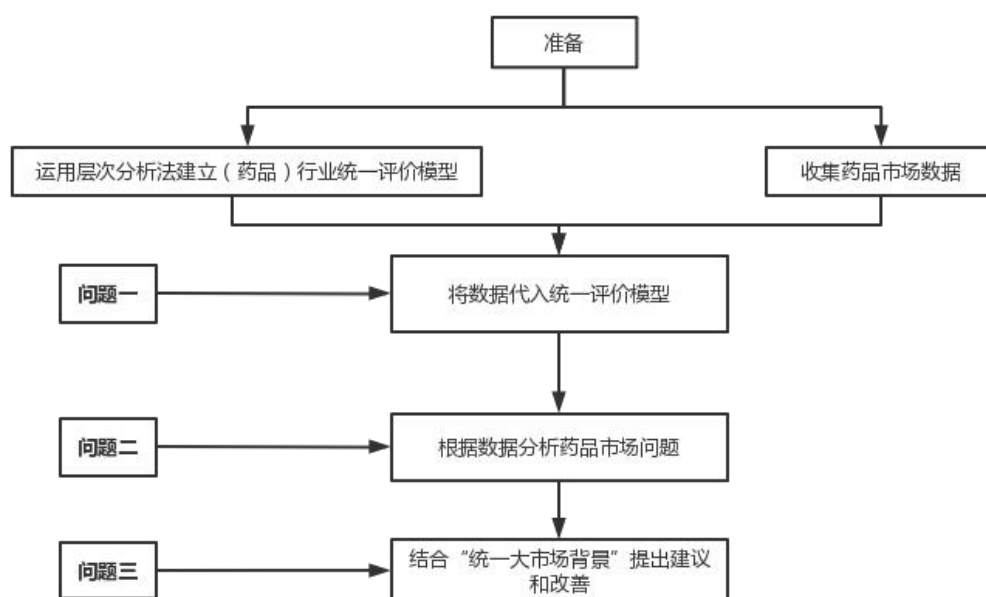 准备
运用层次分析法建立（药品）行业统一评价模型
收集药品市场数据
问题一
将数据代入统一评价模型
问题二
根据数据分析药品市场问题
问题三
结合“统一大市场背景”提出建议
和改善